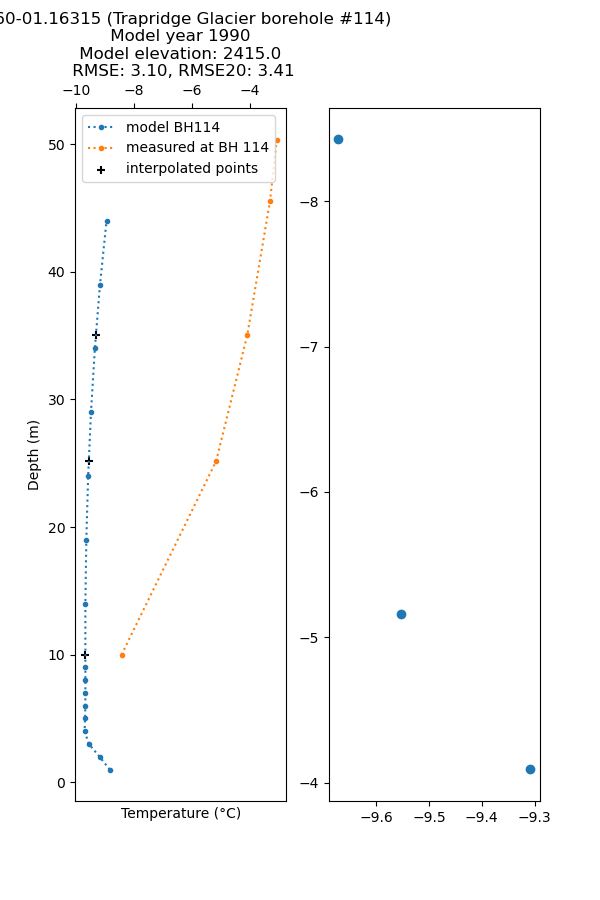 60-01.16315 (Trapridge Glacier borehole #114)
Model year 1990
Model elevation: 2415.0
RMSE: 3.10, RMSE20: 3.41
−10 −8 −6 −4
model BH114
measured at BH 114
interpolated points
50
40
30
20
10
0
Depth (m)
Temperature (°C)
−8
−7
−6
−5
−4
−9.6 −9.5 −9.4 −9.3